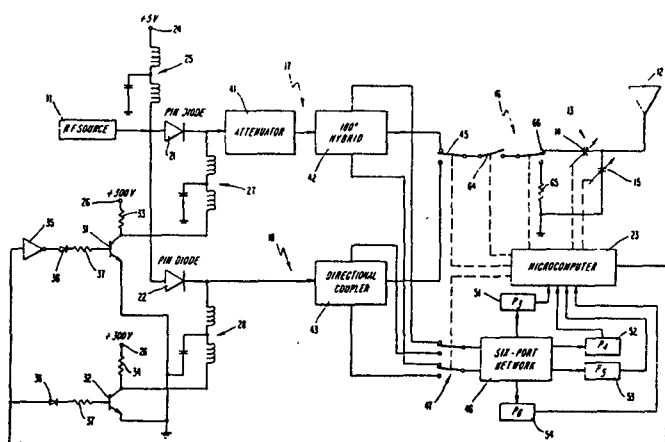 +5V
24
25
11
RF SOURCE
PIN DIODE
21
41
ATTENUATOR
17
180°
HYBRID
42
45
16
64
66
65
13
14
15
12
27
+300V
26
33
31
35
36
37
PIN DIODE
22
18
DIRECTIONAL
COUPLER
43
23
MICROCOMPUTER
28
+300V
26
34
32
36
37
47
51
P3
SIX-PORT
NETWORK
46
P4
52
P5
53
P6
54